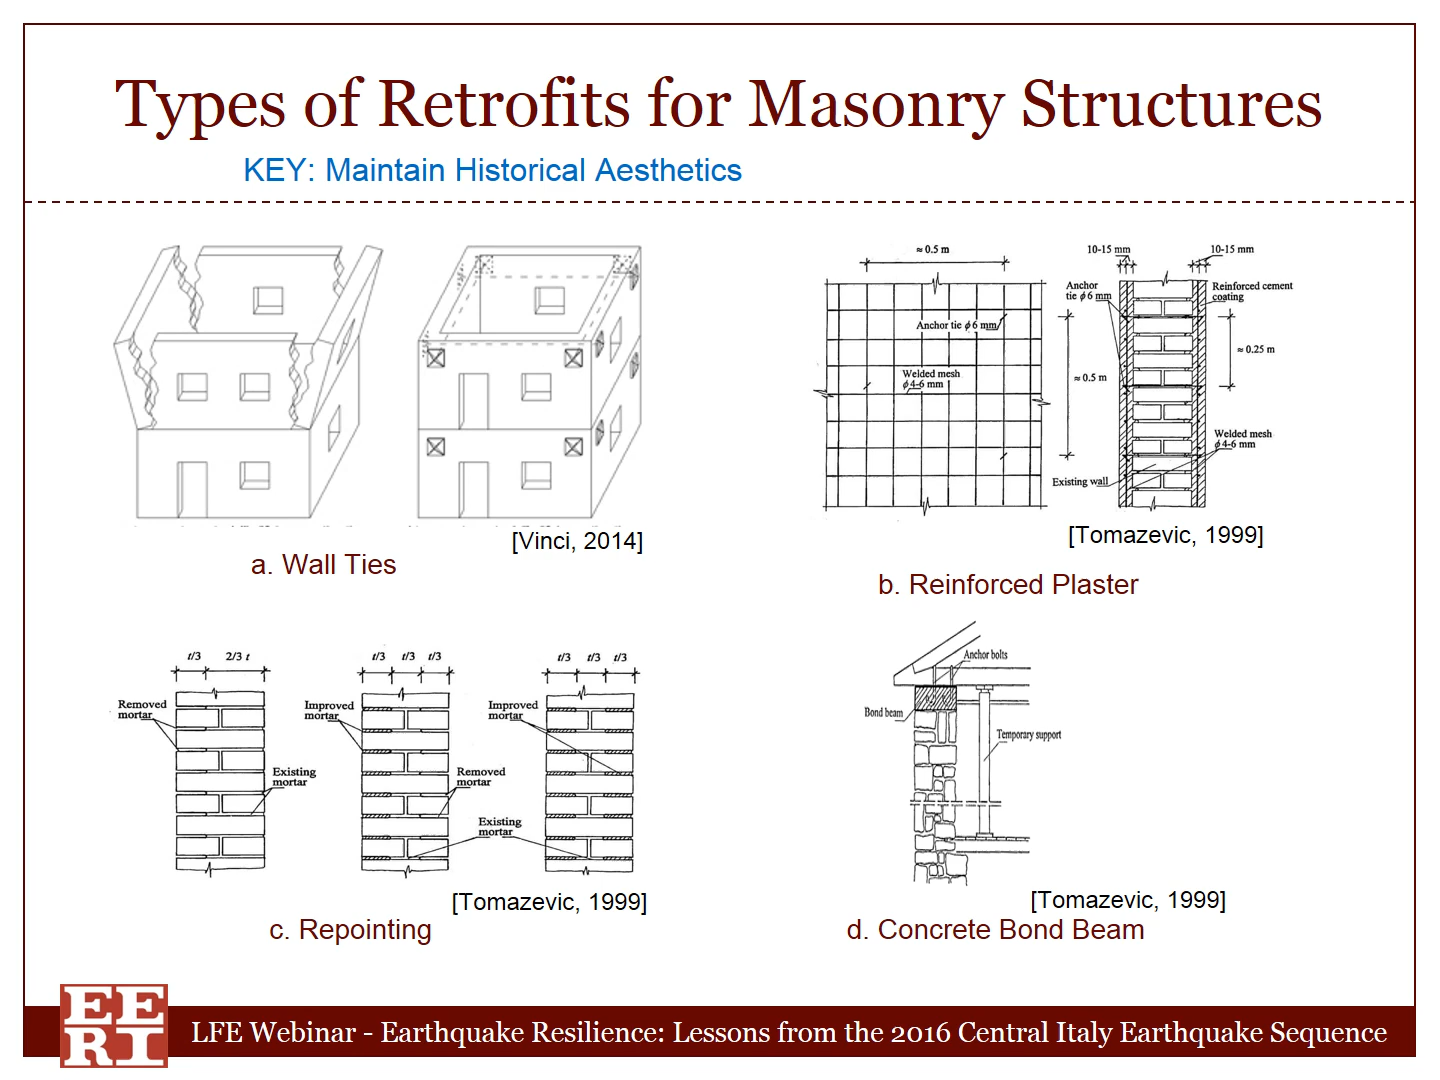 Types of Retrofits for Masonry Structures
KEY: Maintain Historical Aesthetics
[Vinci, 2014]
a. Wall Ties
≈ 0.5 m
Anchor tie ϕ 6 mm
Welded mesh
ϕ 4-6 mm
10-15 mm
10-15 mm
Anchor
tie ϕ 6 mm
Reinforced cement
coating
≈ 0.25 m
≈ 0.5 m
Welded mesh
ϕ 4-6 mm
Existing wall
[Tomazevic, 1999]
b. Reinforced Plaster
t/3 2/3 t
Removed
mortar
Existing
mortar
t/3 t/3 t/3
Improved
mortar
Removed
mortar
Existing
mortar
t/3 t/3 t/3
Improved
mortar
[Tomazevic, 1999]
c. Repointing
Anchor bolts
Bond beam
Temporary support
[Tomazevic, 1999]
d. Concrete Bond Beam
EE
RI
LFE Webinar - Earthquake Resilience: Lessons from the 2016 Central Italy Earthquake Sequence